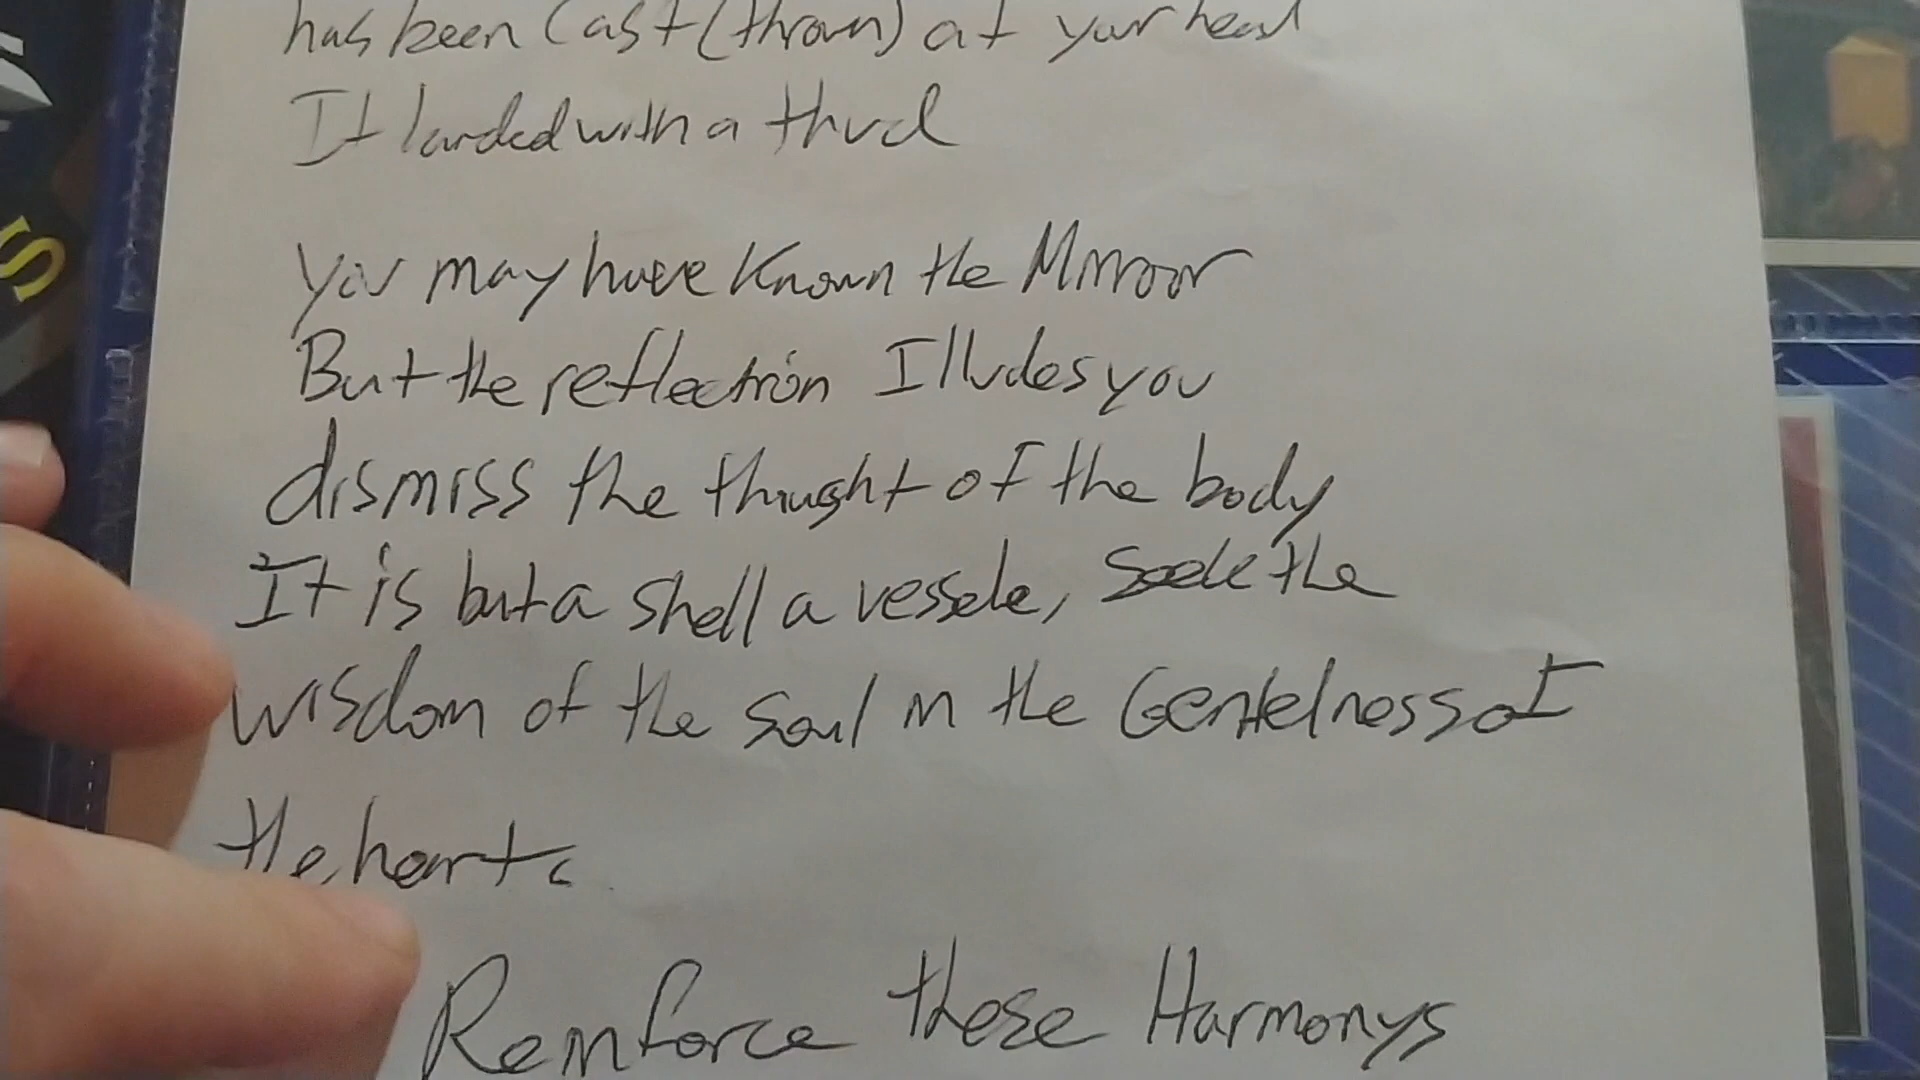 has been Cast (thrown) at your head
It landed with a thud
you may have Known the Mirroor
But the reflection Illudes you
dismiss the thought of the body
It is but a shell a vessele, Seek the
wisdom of the Soul in the Gentelness of
the heart.
Reinforce these Harmonys
S